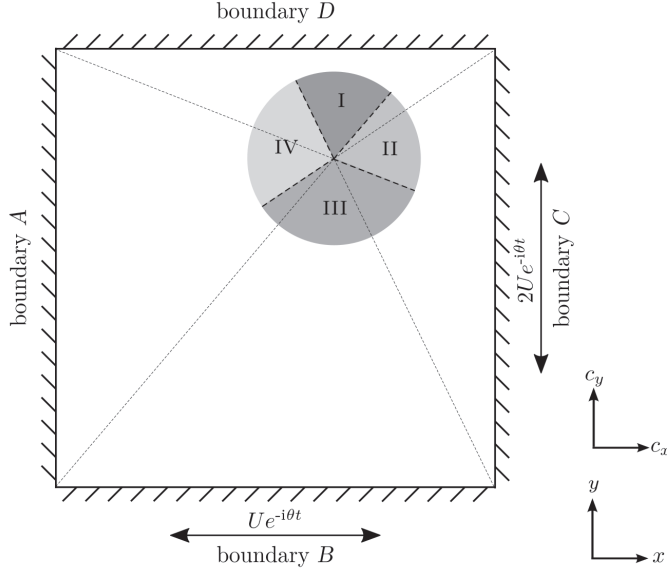 boundary D
I
IV
II
III
boundary A
2Ue^{-iθt}
boundary C
c_y
c_x
Ue^{-iθt}
boundary B
y
x